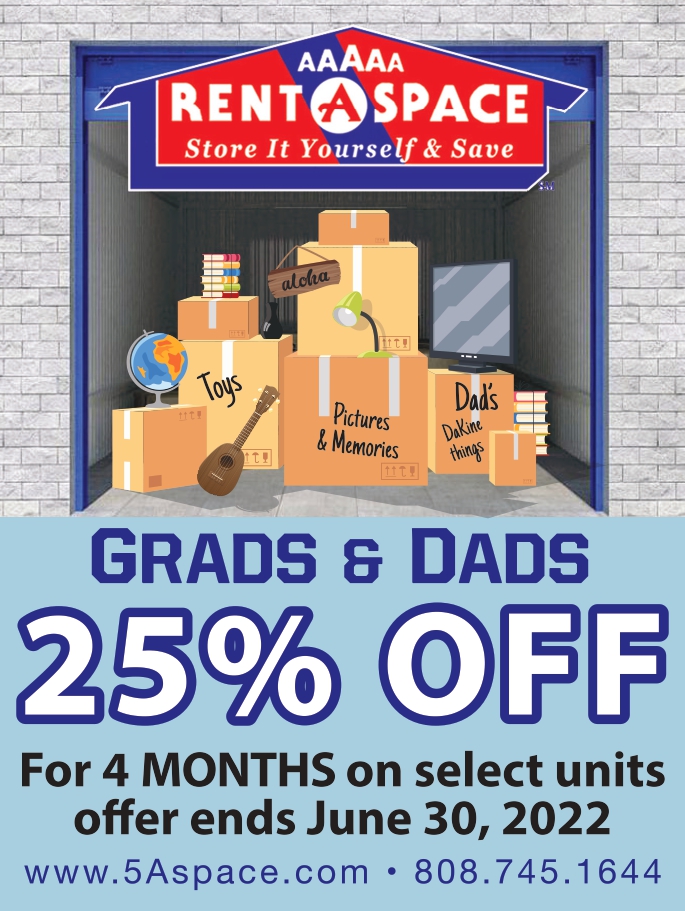 AAAAA
RENT A SPACE
Store It Yourself & Save
aloha
Toys
Pictures
& Memories
Dad's
DaKine
things
GRADS & DADS
25% OFF
For 4 MONTHS on select units
offer ends June 30, 2022
www.5Aspace.com • 808.745.1644